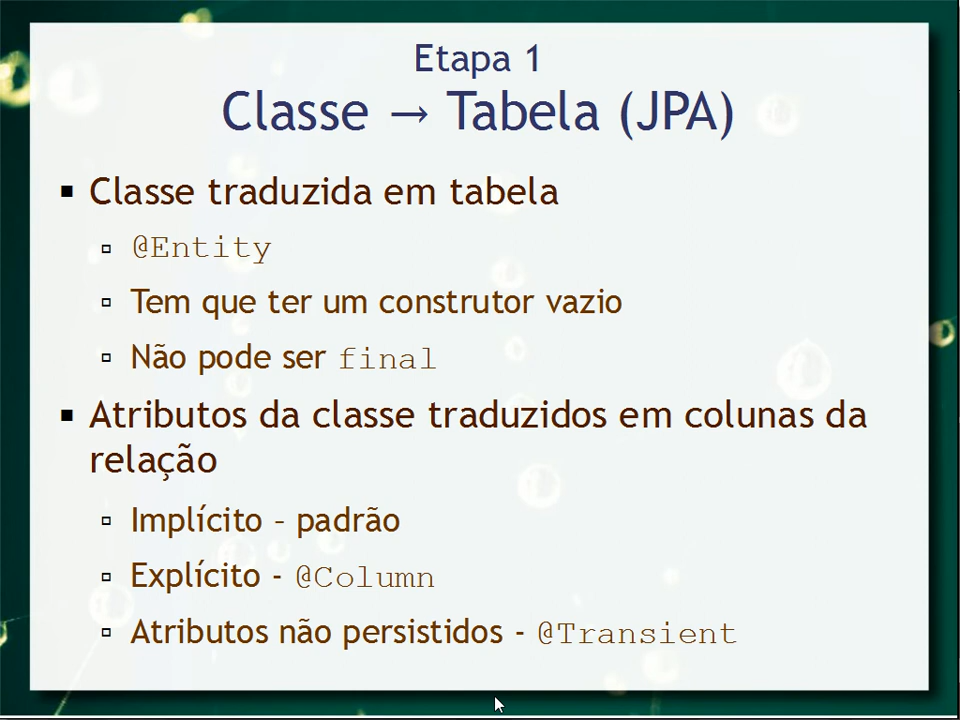 Etapa 1
Classe → Tabela (JPA)
Classe traduzida em tabela
@Entity
Tem que ter um construtor vazio
Não pode ser final
Atributos da classe traduzidos em colunas da
relação
Implícito – padrão
Explícito - @Column
Atributos não persistidos - @Transient